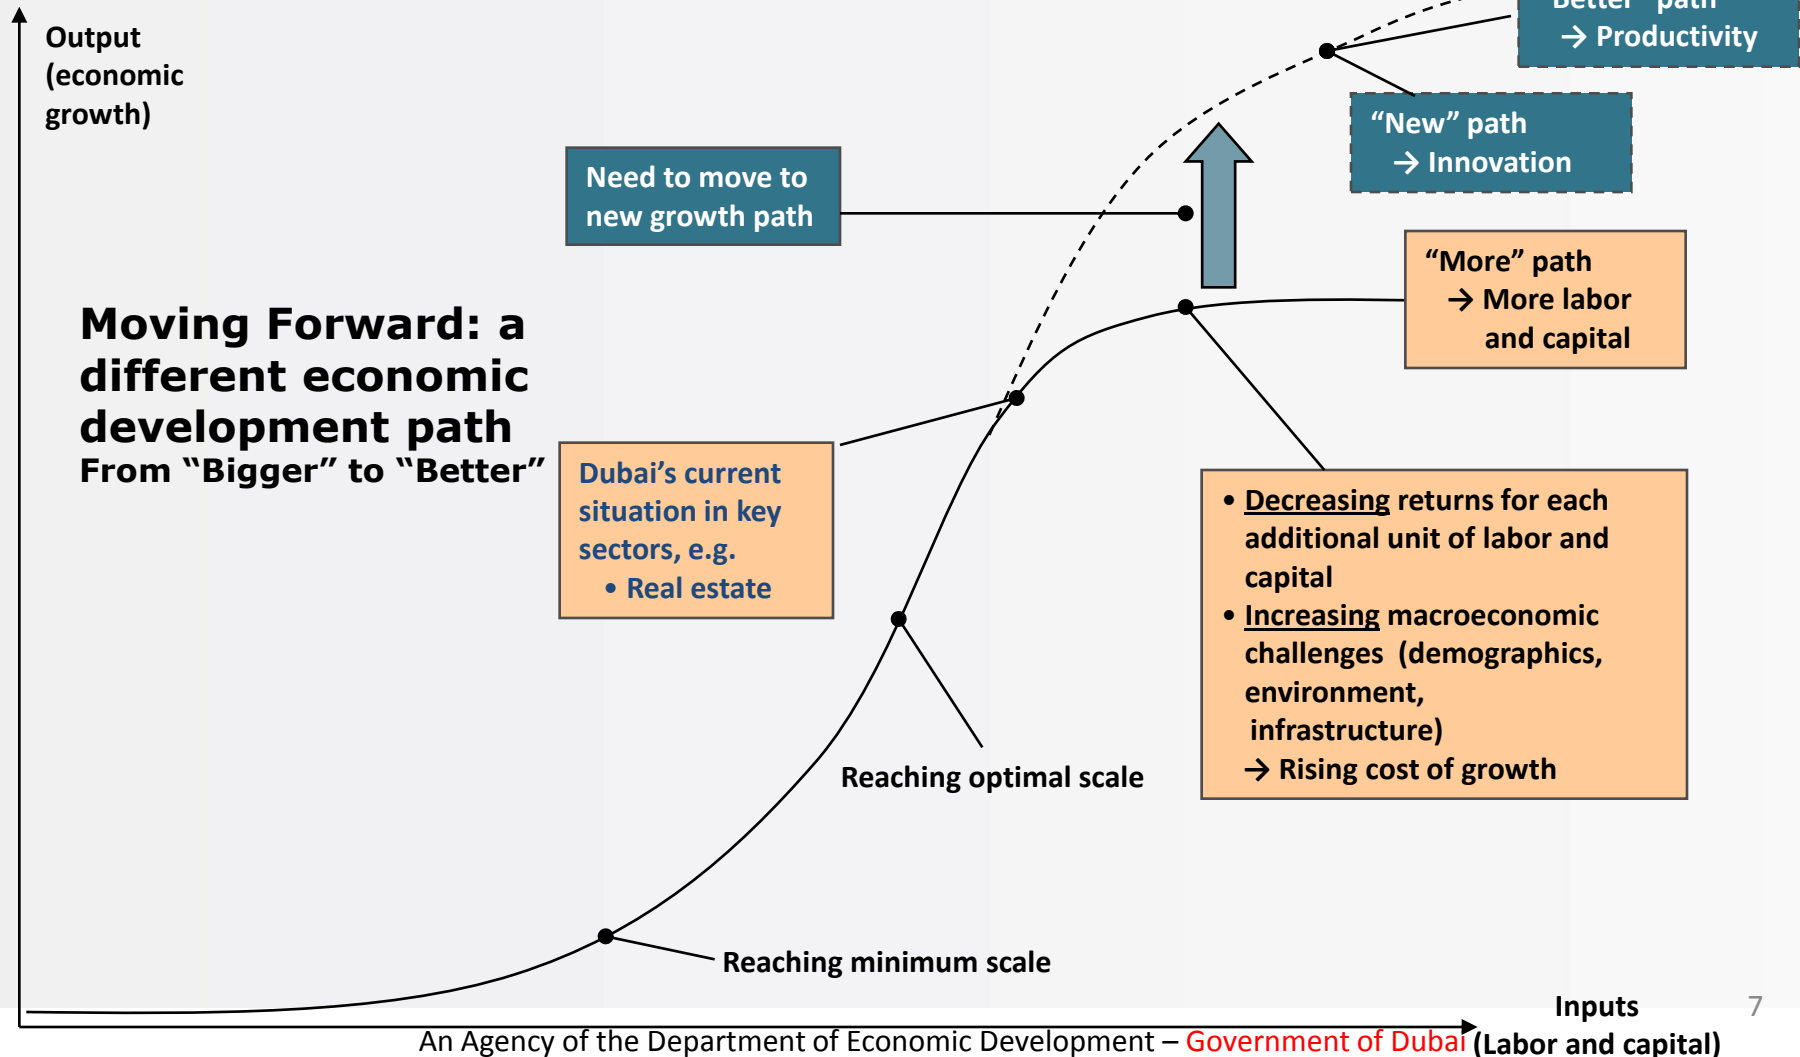 Output
(economic
growth)
Better” path
→ Productivity
“New” path
→ Innovation
Need to move to
new growth path
“More” path
→ More labor
and capital
Moving Forward: a
different economic
development path
From “Bigger” to “Better”
Dubai’s current
situation in key
sectors, e.g.
• Real estate
• Decreasing returns for each
additional unit of labor and
capital
• Increasing macroeconomic
challenges (demographics,
environment,
infrastructure)
→ Rising cost of growth
Reaching optimal scale
Reaching minimum scale
Inputs
(Labor and capital)
7
An Agency of the Department of Economic Development – Government of Dubai